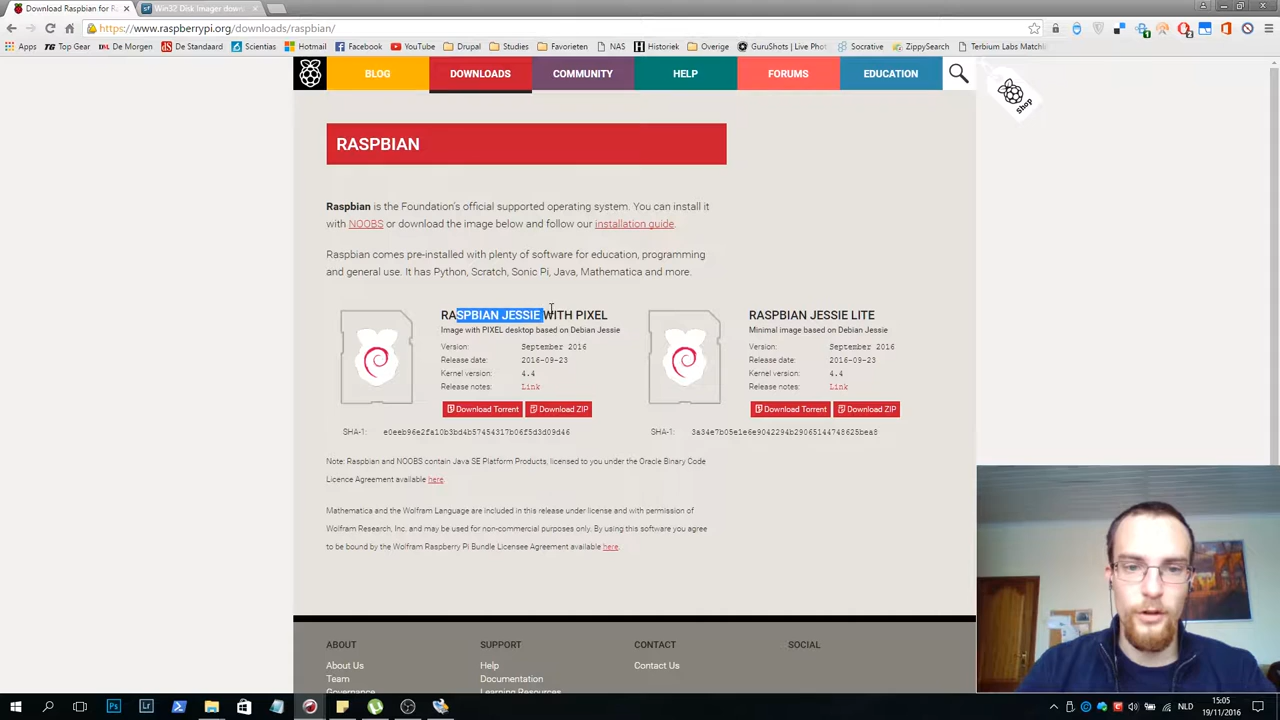 Download Raspbian for R
Win32 Disk Imager down
https://www.raspberrypi.org/downloads/raspbian/
TG Top Gear
De Morgen
De Standaard
Scientias
Hotmail
Facebook
YouTube
Drupal
Studies
Favorieten
NAS
Historiek
Overige
GuruShots | Live Phot
Socrative
ZippySearch
Terbium Labs Matchli
BLOG
DOWNLOADS
COMMUNITY
HELP
FORUMS
EDUCATION
shop
RASPBIAN
Raspbian is the Foundation's official supported operating system. You can install it
with NOOBS or download the image below and follow our installation guide.
Raspbian comes pre-installed with plenty of software for education, programming
and general use. It has Python, Scratch, Sonic Pi, Java, Mathematica and more.
RASPBIAN JESSIE WITH PIXEL
Image with PIXEL desktop based on Debian Jessie
Version: September 2016
Release date: 2016-09-23
Kernel version: 4.4
Release notes: Link
Download Torrent
Download ZIP
SHA-1: e0eeb96e2fa10b3bd4b57454317b06f5d3d09d46
RASPBIAN JESSIE LITE
Minimal image based on Debian Jessie
Version: September 2016
Release date: 2016-09-23
Kernel version: 4.4
Release notes: Link
Download Torrent
Download ZIP
SHA-1: 3a34e7b05e1e6e9042294b29065144748625bea8
Note: Raspbian and NOOBS contain Java SE Platform Products, licensed to you under the Oracle Binary Code
Licence Agreement available here
Mathematica and the Wolfram Language are included in this release under license and with permission of
Wolfram Research, Inc. and may be used for non-commercial purposes only. By using this software you agree
to be bound by the Wolfram Raspberry Pi Bundle Licensee Agreement available here.
ABOUT
SUPPORT
CONTACT
SOCIAL
About Us
Help
Contact Us
Team
Documentation
Governance
Learning Resources
Ps
Lr
NLD
15:05
19/11/2016